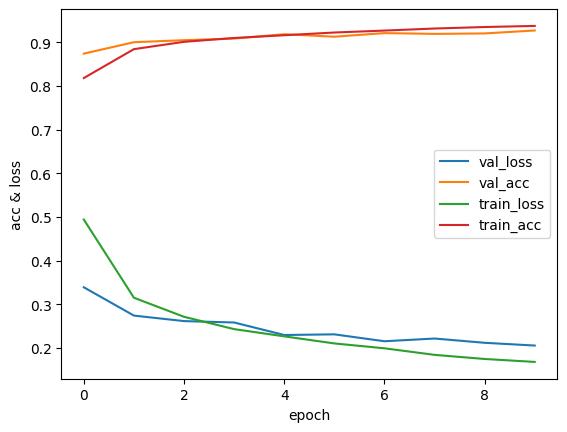 0.9
0.8
0.7
0.6
0.5
0.4
0.3
0.2
acc & loss
val_loss
val_acc
train_loss
train_acc
0 2 4 6 8
epoch